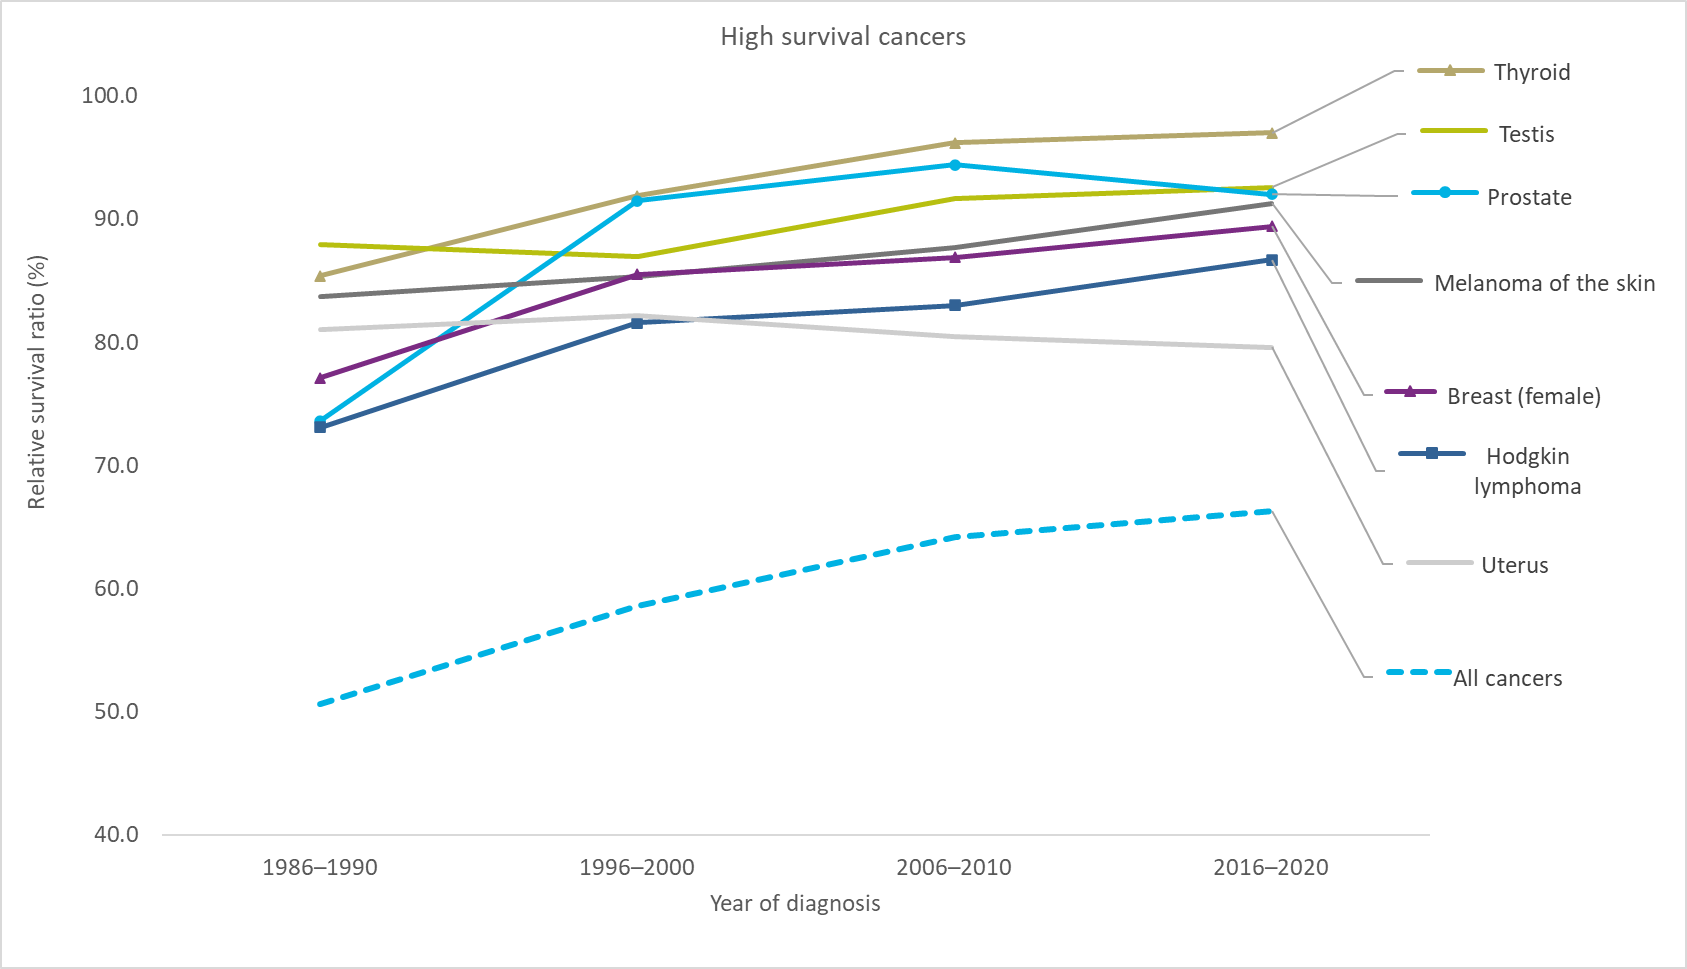 High survival cancers
Relative survival ratio (%)
100.0
90.0
80.0
70.0
60.0
50.0
40.0
1986–1990
1996–2000
2006–2010
2016–2020
Year of diagnosis
Thyroid
Testis
Prostate
Melanoma of the skin
Breast (female)
Hodgkin
lymphoma
Uterus
All cancers